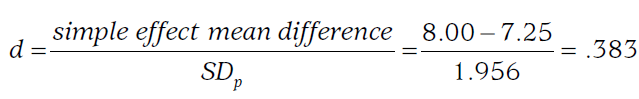 d = simple effect mean difference / SDp = 8.00 – 7.25 / 1.956 = .383